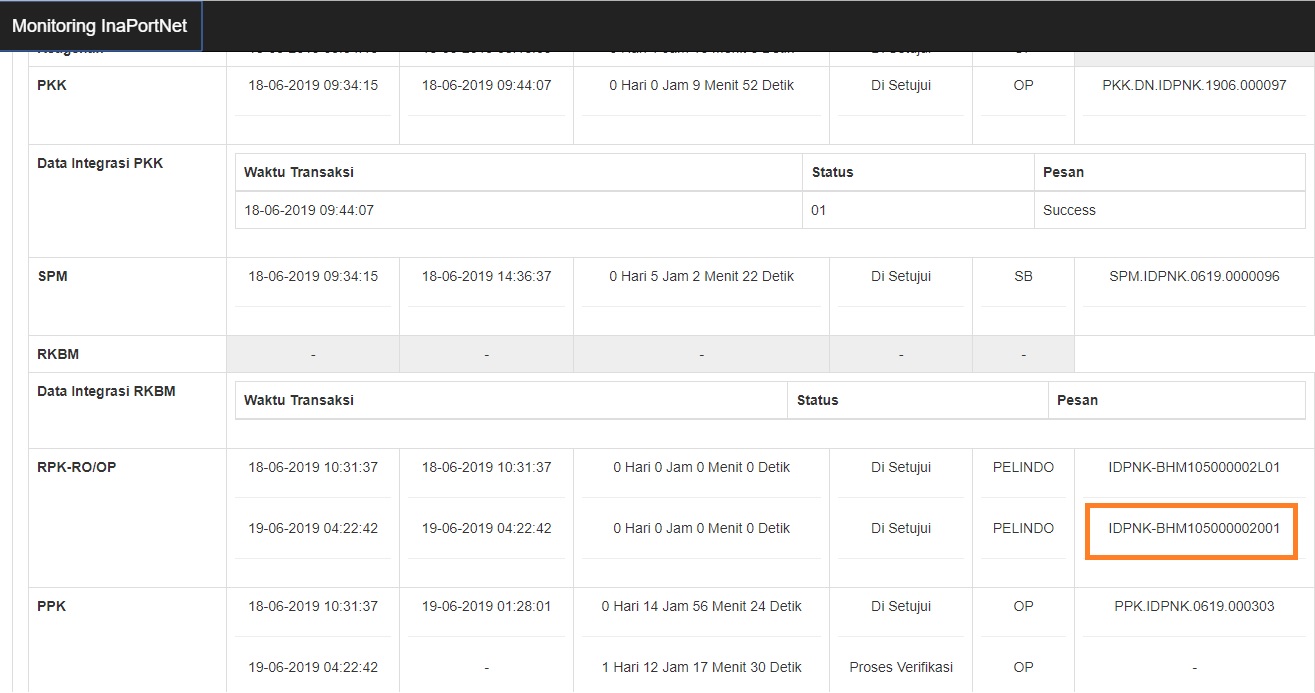 Monitoring InaPortNet
PKK 18-06-2019 09:34:15 18-06-2019 09:44:07 0 Hari 0 Jam 9 Menit 52 Detik Di Setujui OP PKK.DN.IDPNK.1906.000097
Data Integrasi PKK Waktu Transaksi Status Pesan
18-06-2019 09:44:07 01 Success
SPM 18-06-2019 09:34:15 18-06-2019 14:36:37 0 Hari 5 Jam 2 Menit 22 Detik Di Setujui SB SPM.IDPNK.0619.0000096
RKBM - - - - -
Data Integrasi RKBM Waktu Transaksi Status Pesan
RPK-RO/OP 18-06-2019 10:31:37 18-06-2019 10:31:37 0 Hari 0 Jam 0 Menit 0 Detik Di Setujui PELINDO IDPNK-BHM105000002L01
19-06-2019 04:22:42 19-06-2019 04:22:42 0 Hari 0 Jam 0 Menit 0 Detik Di Setujui PELINDO IDPNK-BHM105000002001
PPK 18-06-2019 10:31:37 19-06-2019 01:28:01 0 Hari 14 Jam 56 Menit 24 Detik Di Setujui OP PPK.IDPNK.0619.000303
19-06-2019 04:22:42 - 1 Hari 12 Jam 17 Menit 30 Detik Proses Verifikasi OP -